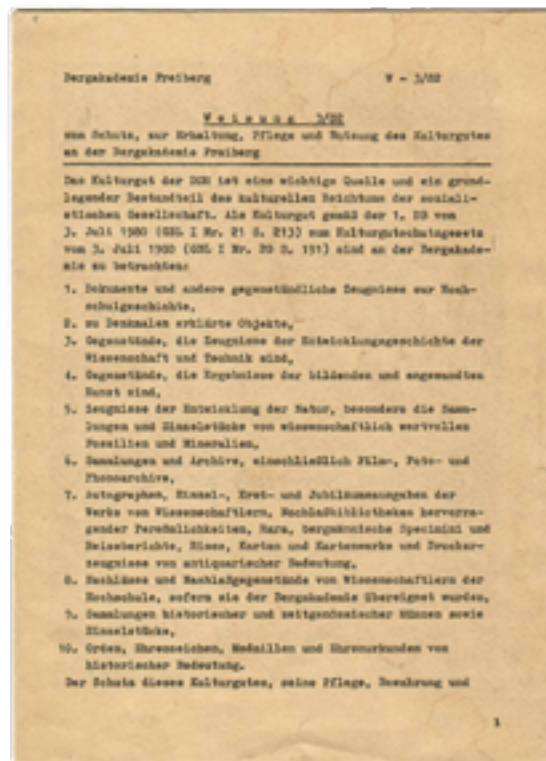 Bergakademie Freiberg W - 3/82
Weisung 3/82
zum Schutz, zur Erhaltung, Pflege und Nutzung des Kulturgutes
an der Bergakademie Freiberg
Das Kulturgut der DDR ist eine wichtige Quelle und ein grund-
legender Bestandteil des kulturellen Reichtums der soziali-
stischen Gesellschaft. Als Kulturgut gemäß der 1. DB vom
3. Juli 1980 (GBL I Nr. 21 S. 213) zum Kulturgutschutzgesetz
vom 3. Juli 1980 (GBL I Nr. 20 S. 191) sind an der Bergakade-
mie zu betrachten:
1. Dokumente und andere gegenständliche Zeugnisse zur Hoch-
schulgeschichte,
2. zu Denkmalen erklärte Objekte,
3. Gegenstände, die Zeugnisse der Entwicklungsgeschichte der
Wissenschaft und Technik sind,
4. Gegenstände, die Ergebnisse der bildenden und angewandten
Kunst sind,
5. Zeugnisse der Entwicklung der Natur, besonders die Samm-
lungen und Einzelstücke von wissenschaftlich wertvollen
Fossilien und Mineralien,
6. Sammlungen und Archive, einschließlich Film-, Foto- und
Phonoarchive,
7. Autographen, Einzel-, Erst- und Jubiläumsausgaben der
Werke von Wissenschaftlern, Nachlaßbibliotheken hervorra-
gender Persönlichkeiten, Rara, bergmännische Specimini und
Reiseberichte, Risse, Karten und Kartenwerke und Drucker-
zeugnisse von antiquarischer Bedeutung,
8. Nachlässe und Nachlaßgegenstände von Wissenschaftlern der
Hochschule, sofern sie der Bergakademie übereignet wurden,
9. Sammlungen historischer und zeitgenössischer Münzen sowie
Einzelstücke,
10. Orden, Ehrenzeichen, Medaillen und Ehrenurkunden von
historischer Bedeutung.
Der Schutz dieses Kulturgutes, seine Pflege, Bewahrung und
1